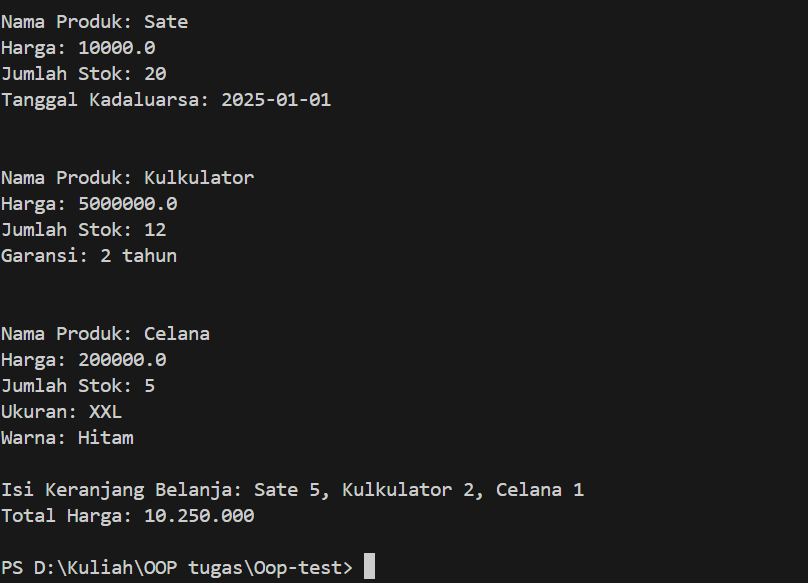 Nama Produk: Sate
Harga: 10000.0
Jumlah Stok: 20
Tanggal Kadaluarsa: 2025-01-01
Nama Produk: Kulkulator
Harga: 5000000.0
Jumlah Stok: 12
Garansi: 2 tahun
Nama Produk: Celana
Harga: 200000.0
Jumlah Stok: 5
Ukuran: XXL
Warna: Hitam
Isi Keranjang Belanja: Sate 5, Kulkulator 2, Celana 1
Total Harga: 10.250.000
PS D:\Kuliah\OOP tugas\Oop-test>